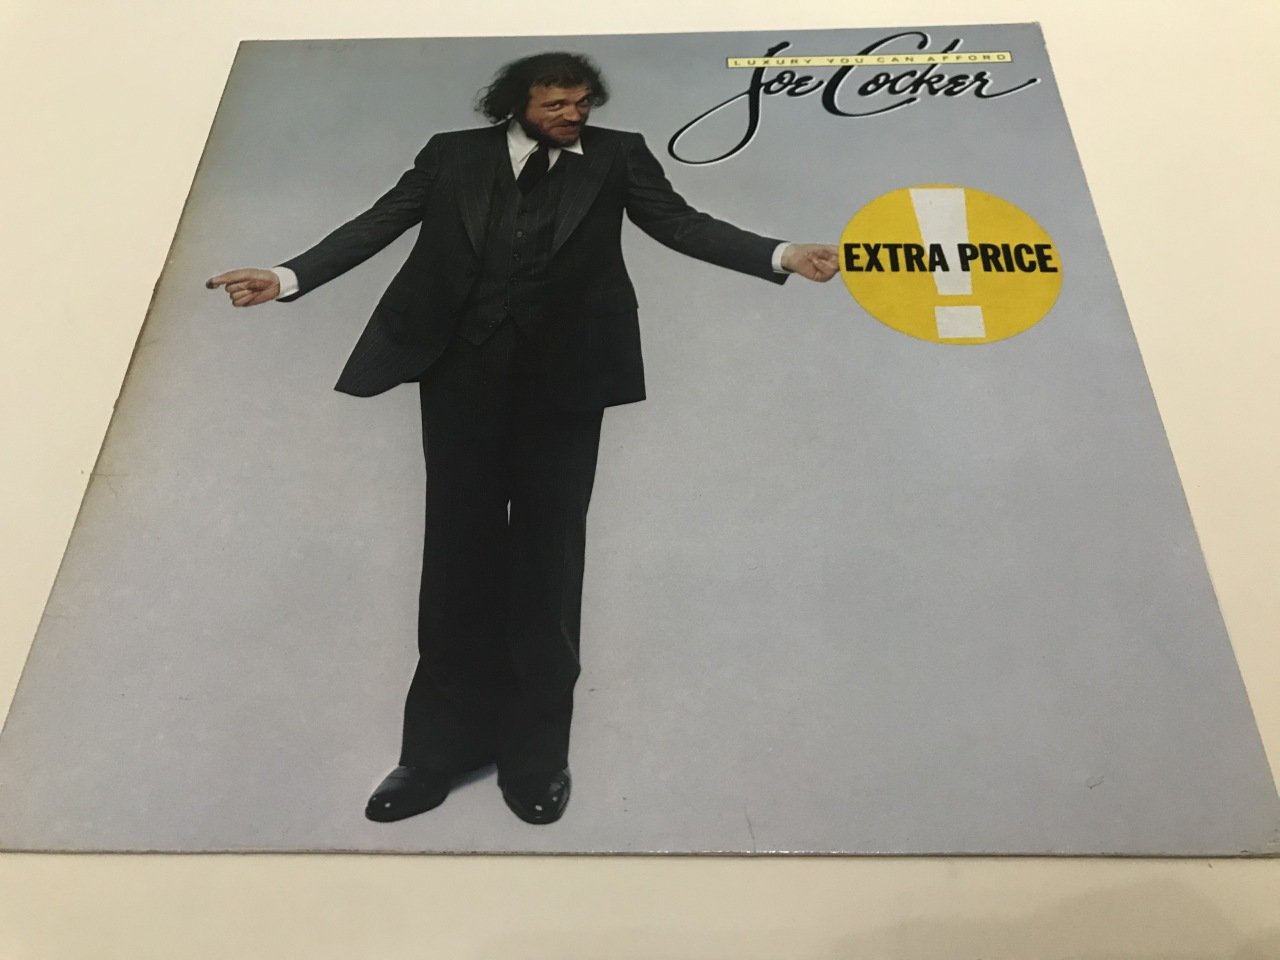 LUXURY YOU CAN AFFORD
Joe Cocker
EXTRA PRICE